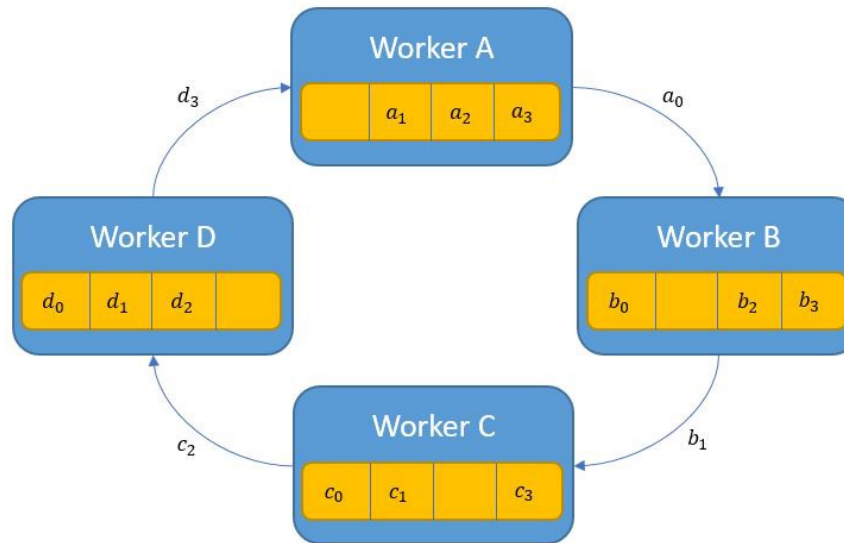 Worker A
a₁ a₂ a₃
d₃
a₀
Worker D
d₀ d₁ d₂
Worker B
b₀ b₂ b₃
Worker C
c₀ c₁ c₃
c₂
b₁